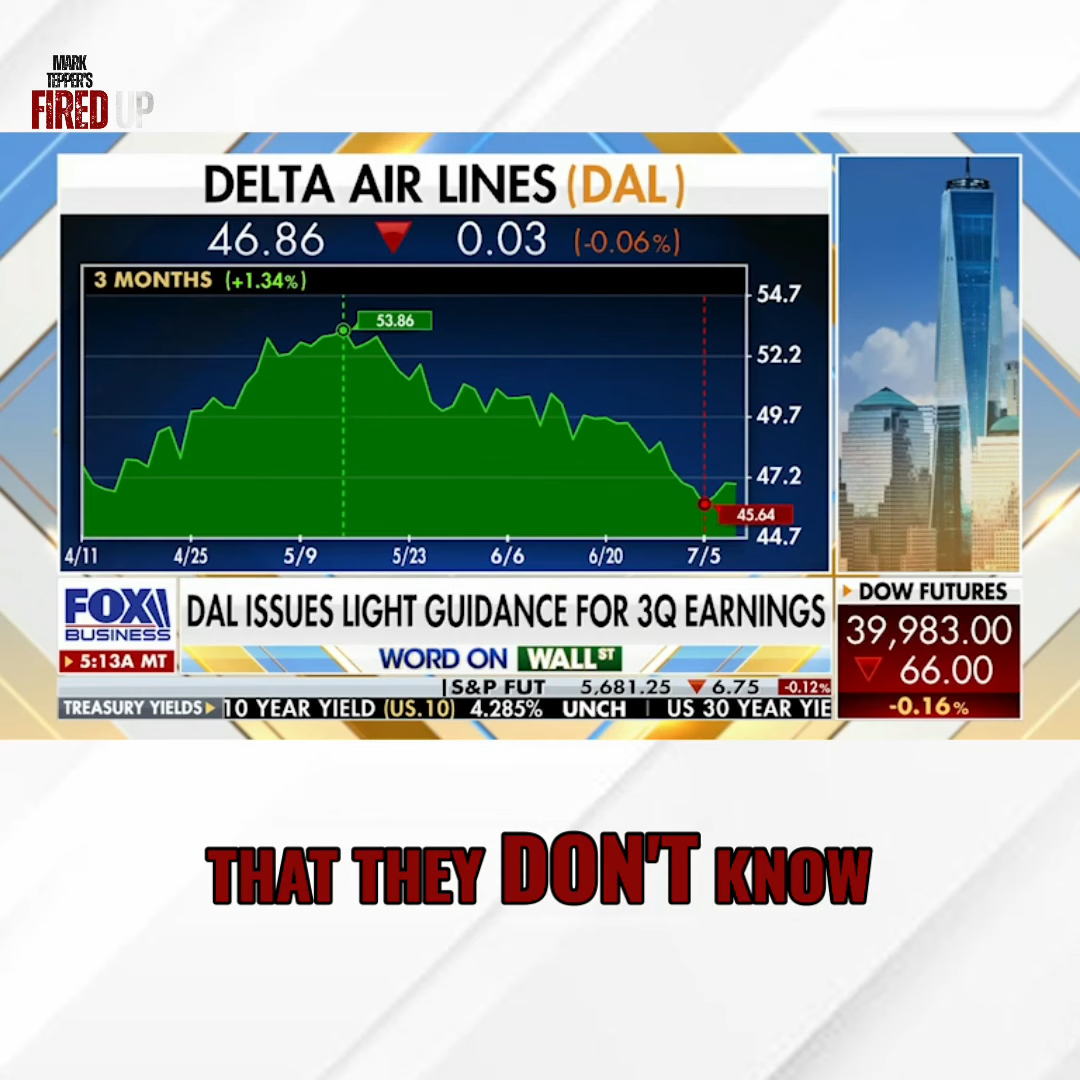 MARK
TEPPER'S
FIRED UP
DELTA AIR LINES (DAL)
46.86 ▼ 0.03 (-0.06%)
3 MONTHS (+1.34%)
54.7
53.86
52.2
49.7
47.2
45.64
44.7
4/11 4/25 5/9 5/23 6/6 6/20 7/5
FOX
BUSINESS
5:13A MT
DAL ISSUES LIGHT GUIDANCE FOR 3Q EARNINGS
WORD ON WALL ST
S&P FUT 5,681.25 ▼ 6.75 -0.12%
TREASURY YIELDS 10 YEAR YIELD (US.10) 4.285% UNCH | US 30 YEAR YIE
DOW FUTURES
39,983.00
▼ 66.00
-0.16%
THAT THEY DON'T KNOW